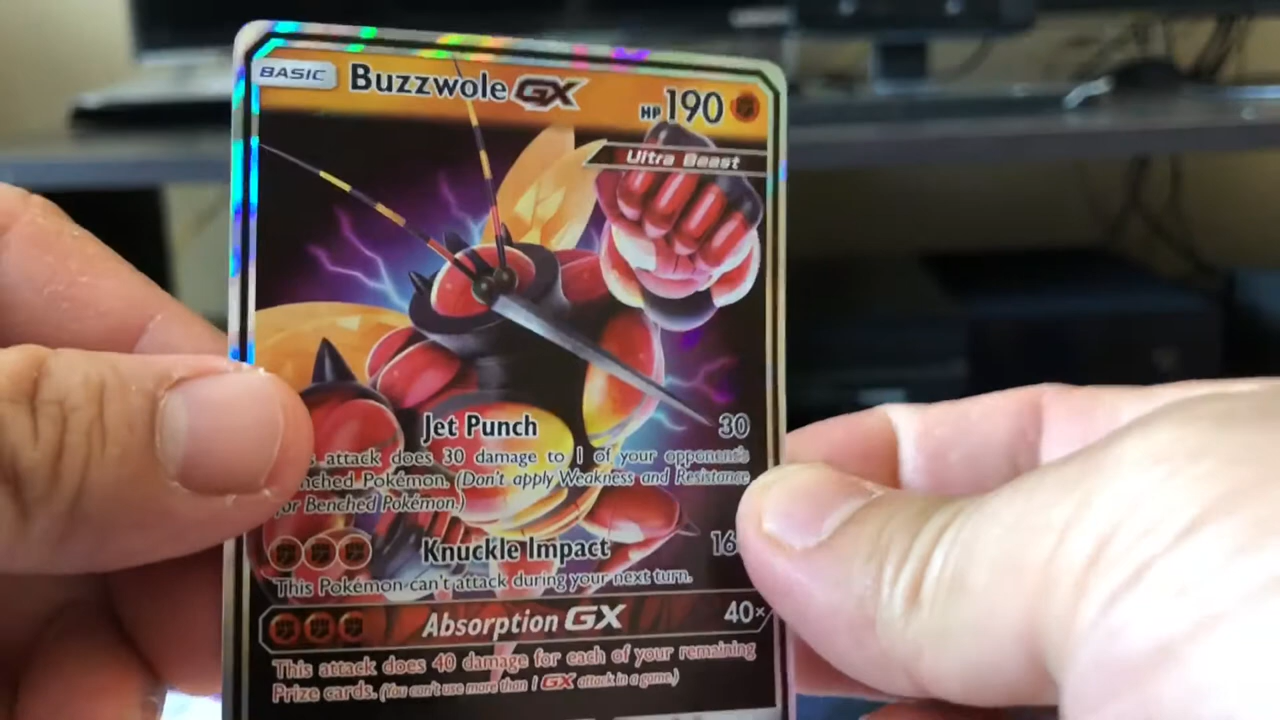 BASIC Buzzwole GX HP 190
Ultra Beast
Jet Punch 30
attack does 30 damage to 1 of your opponent's
Pokémon. (Don't apply Weakness and Resistance
Benched Pokémon.)
Knuckle Impact 16
This Pokémon can't attack during your next turn.
Absorption GX 40×
This attack does 40 damage for each of your remaining
Prize cards. (You can't use more than 1 GX attack in a game.)